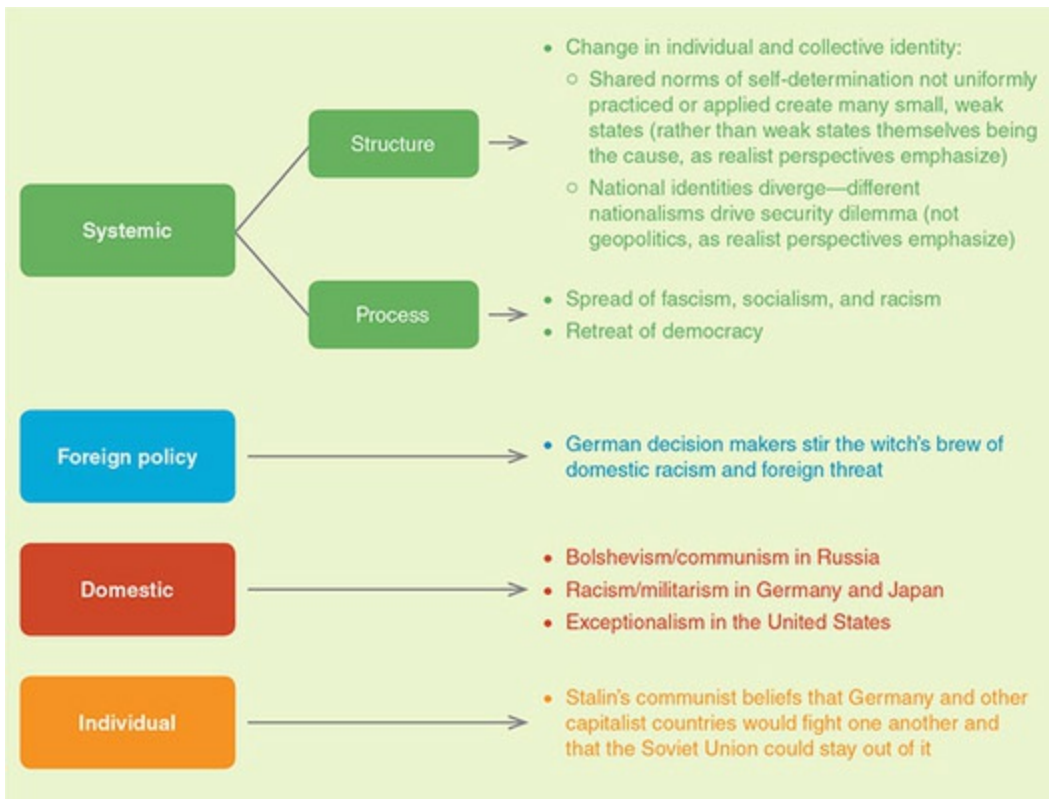 Systemic
Structure
• Change in individual and collective identity:
○ Shared norms of self-determination not uniformly
practiced or applied create many small, weak
states (rather than weak states themselves being
the cause, as realist perspectives emphasize)
○ National identities diverge—different
nationalisms drive security dilemma (not
geopolitics, as realist perspectives emphasize)
Process
• Spread of fascism, socialism, and racism
• Retreat of democracy
Foreign policy
• German decision makers stir the witch’s brew of
domestic racism and foreign threat
Domestic
• Bolshevism/communism in Russia
• Racism/militarism in Germany and Japan
• Exceptionalism in the United States
Individual
• Stalin’s communist beliefs that Germany and other
capitalist countries would fight one another and
that the Soviet Union could stay out of it